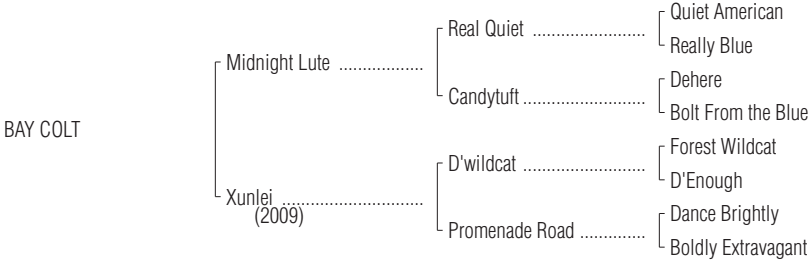 Quiet American
Real Quiet ........................
Really Blue
Midnight Lute ..................
Dehere
Candytuft..........................
Bolt From the Blue
BAY COLT
Forest Wildcat
D'wildcat ..........................
D'Enough
Xunlei ..............................
(2009)
Dance Brightly
Promenade Road ..............
Boldly Extravagant